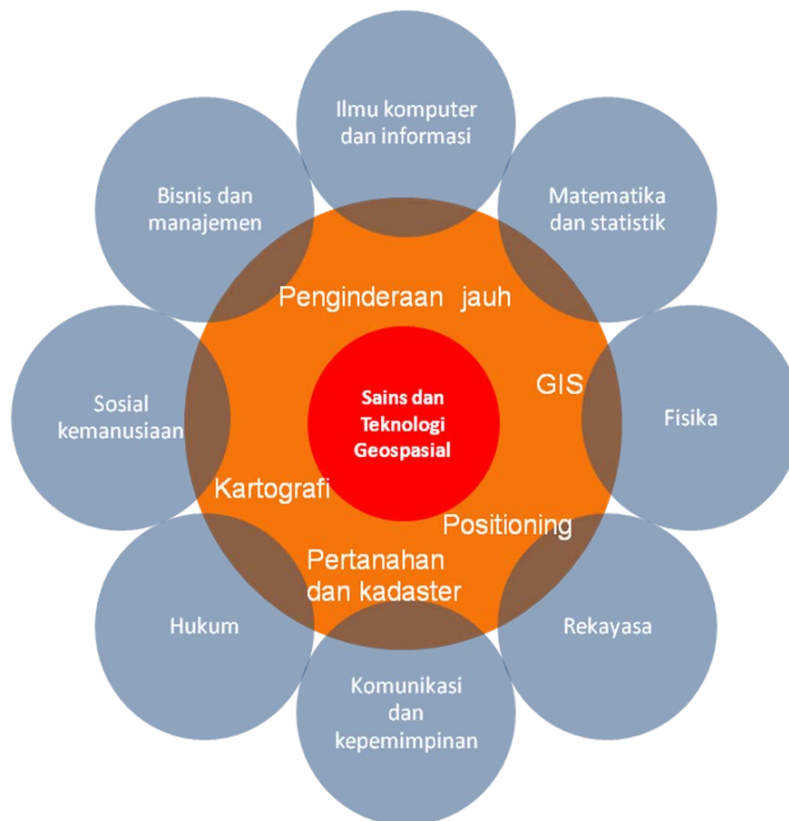 Ilmu komputer
dan informasi
Bisnis dan
manajemen
Matematika
dan statistik
Penginderaan jauh
GIS
Sains dan
Teknologi
Geospasial
Sosial
kemanusiaan
Fisika
Kartografi
Positioning
Pertanahan
dan kadaster
Hukum
Rekayasa
Komunikasi
dan
kepemimpinan